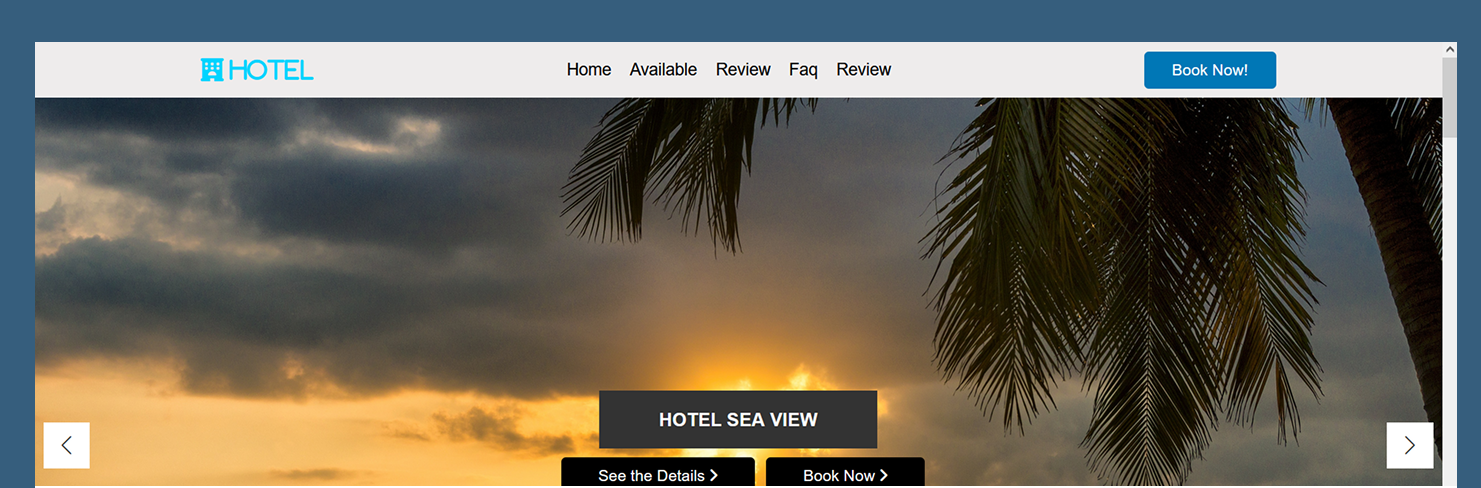 HOTEL
Home Available Review Faq Review
Book Now!
HOTEL SEA VIEW
See the Details
Book Now